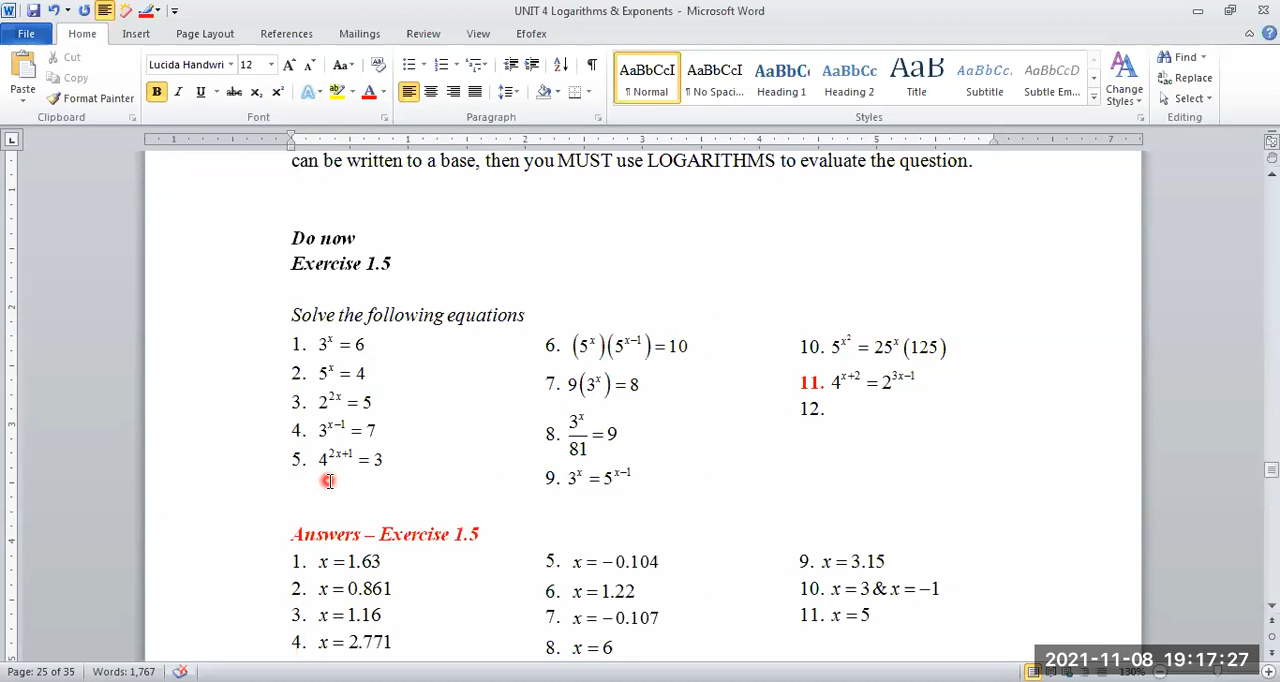 UNIT 4 Logarithms & Exponents - Microsoft Word
File Home Insert Page Layout References Mailings Review View Efofex
Paste Cut Copy Format Painter Clipboard
Lucida Handwri 12 Font
Paragraph
AaBbCcI ¶ Normal AaBbCcI ¶ No Spaci... AaBbC Heading 1 AaBbCc Heading 2 AaB Title AaBbCcI Subtitle AaBbCcD Subtle Em... Change Styles Styles
Find Replace Select Editing
can be written to a base, then you MUST use LOGARITHMS to evaluate the question.
Do now
Exercise 1.5
Solve the following equations
1. 3^x = 6
2. 5^x = 4
3. 2^{2x} = 5
4. 3^{x−1} = 7
5. 4^{2x+1} = 3
6. (5^x)(5^{x−1}) = 10
7. 9(3^x) = 8
8. 3^x/81 = 9
9. 3^x = 5^{x−1}
10. 5^{x^2} = 25^x(125)
11. 4^{x+2} = 2^{3x−1}
12.
Answers – Exercise 1.5
1. x = 1.63
2. x = 0.861
3. x = 1.16
4. x = 2.771
5. x = −0.104
6. x = 1.22
7. x = −0.107
8. x = 6
9. x = 3.15
10. x = 3 & x = −1
11. x = 5
Page: 25 of 35 Words: 1,767 130%
2021-11-08 19:17:27